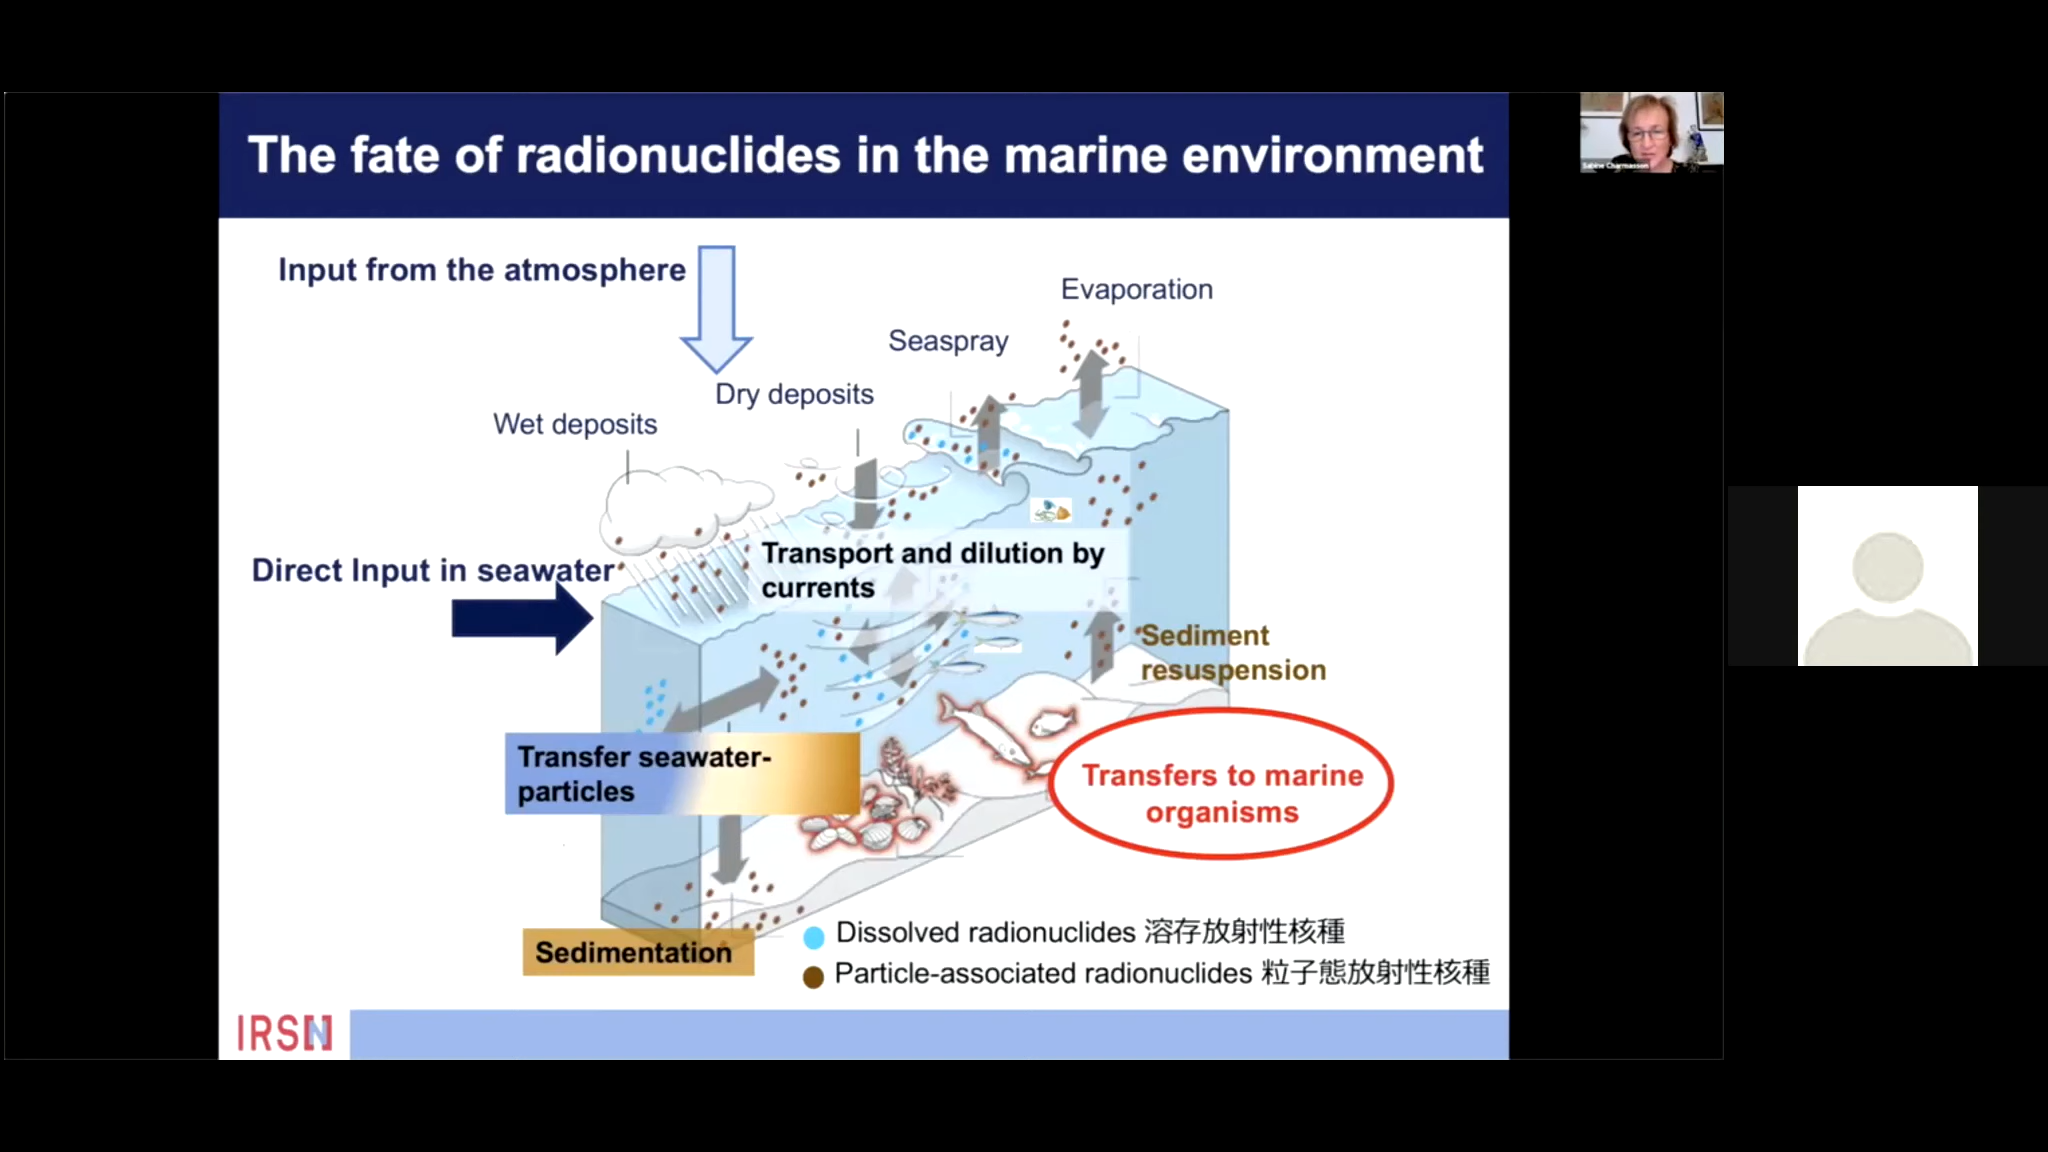 The fate of radionuclides in the marine environment
Sabine Charmasson
Input from the atmosphere
Evaporation
Seaspray
Dry deposits
Wet deposits
Direct Input in seawater
Transport and dilution by
currents
Sediment
resuspension
Transfer seawater-
particles
Transfers to marine
organisms
Sedimentation
Dissolved radionuclides 溶存放射性核種
Particle-associated radionuclides 粒子態放射性核種
IRSN